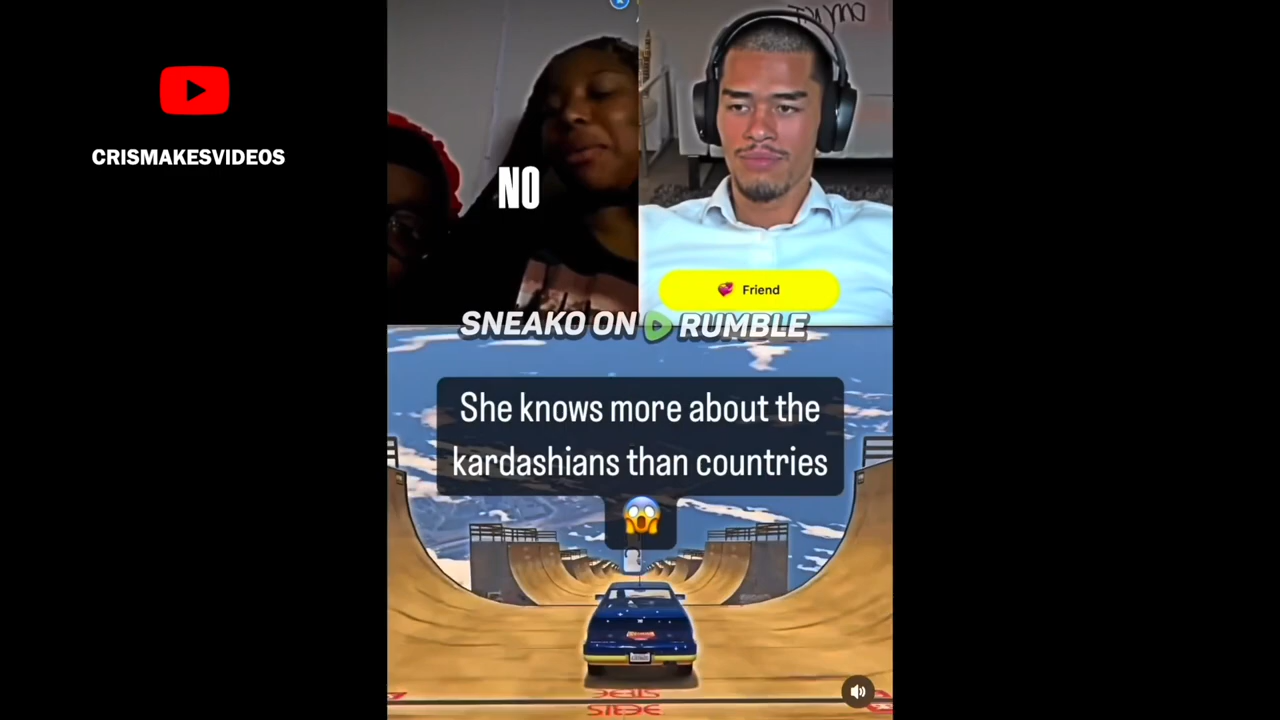 CRISMAKESVIDEOS
NO
Friend
SNEAKO ON RUMBLE
She knows more about the
kardashians than countries